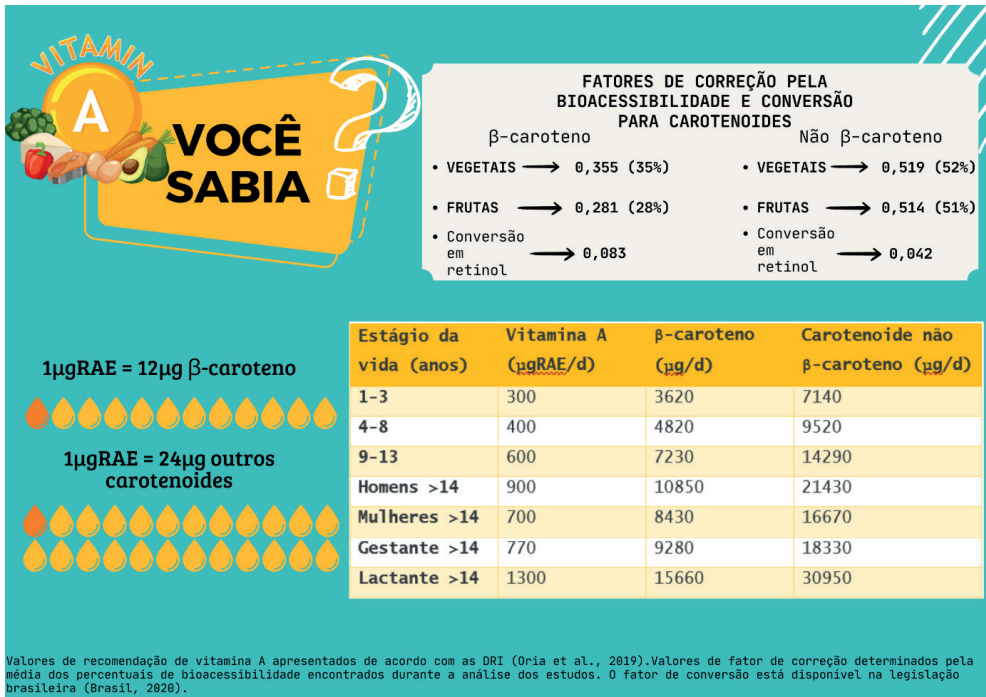 VITAMIN
A
VOCÊ
SABIA
?
FATORES DE CORREÇÃO PELA
BIOACESSIBILIDADE E CONVERSÃO
PARA CAROTENOIDES
β-caroteno
• VEGETAIS → 0,355 (35%)
• FRUTAS → 0,281 (28%)
• Conversão
em
retinol → 0,083
Não β-caroteno
• VEGETAIS → 0,519 (52%)
• FRUTAS → 0,514 (51%)
• Conversão
em
retinol → 0,042
1µgRAE = 12µg β-caroteno
1µgRAE = 24µg outros
carotenoides
Estágio da vida (anos) Vitamina A (µgRAE/d) β-caroteno (µg/d) Carotenoide não β-caroteno (µg/d)
1-3 300 3620 7140
4-8 400 4820 9520
9-13 600 7230 14290
Homens >14 900 10850 21430
Mulheres >14 700 8430 16670
Gestante >14 770 9280 18330
Lactante >14 1300 15660 30950
Valores de recomendação de vitamina A apresentados de acordo com as DRI (Oria et al., 2019).Valores de fator de correção determinados pela
média dos percentuais de bioacessibilidade encontrados durante a análise dos estudos. O fator de conversão está disponível na legislação
brasileira (Brasil, 2020).